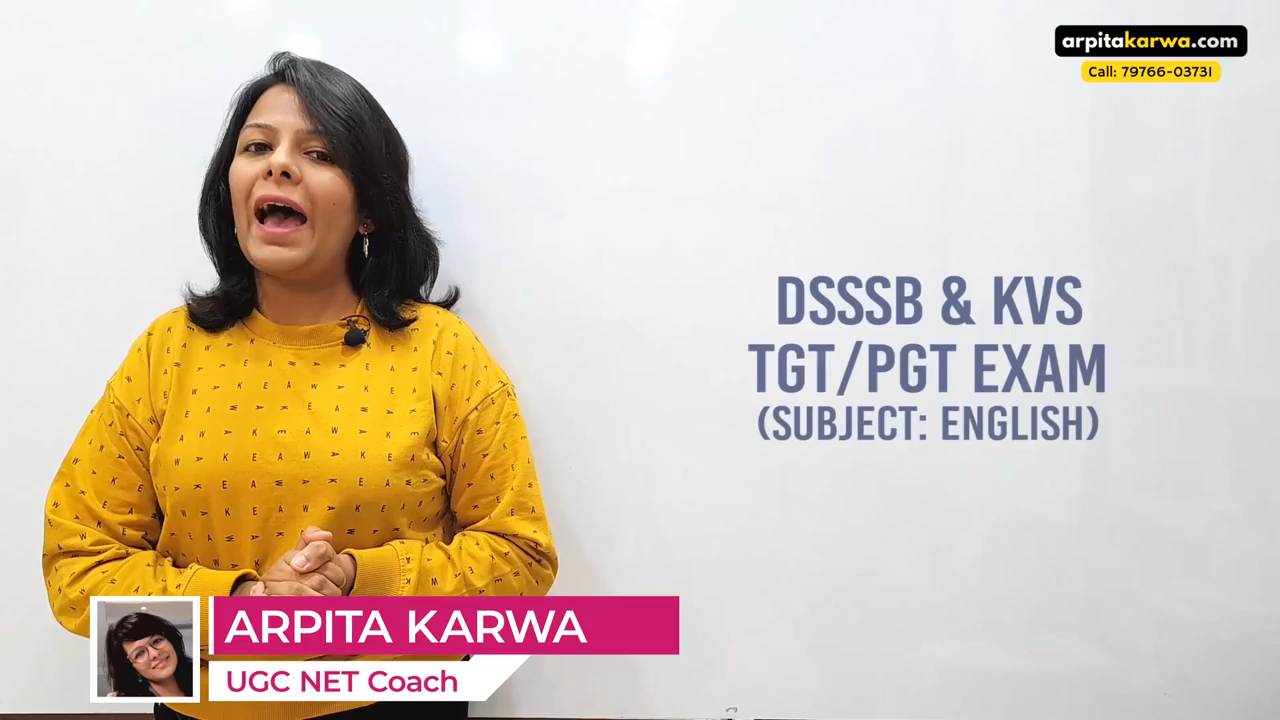 arpitakarwa.com
Call: 79766-03731
DSSSB & KVS
TGT/PGT EXAM
(SUBJECT: ENGLISH)
ARPITA KARWA
UGC NET Coach